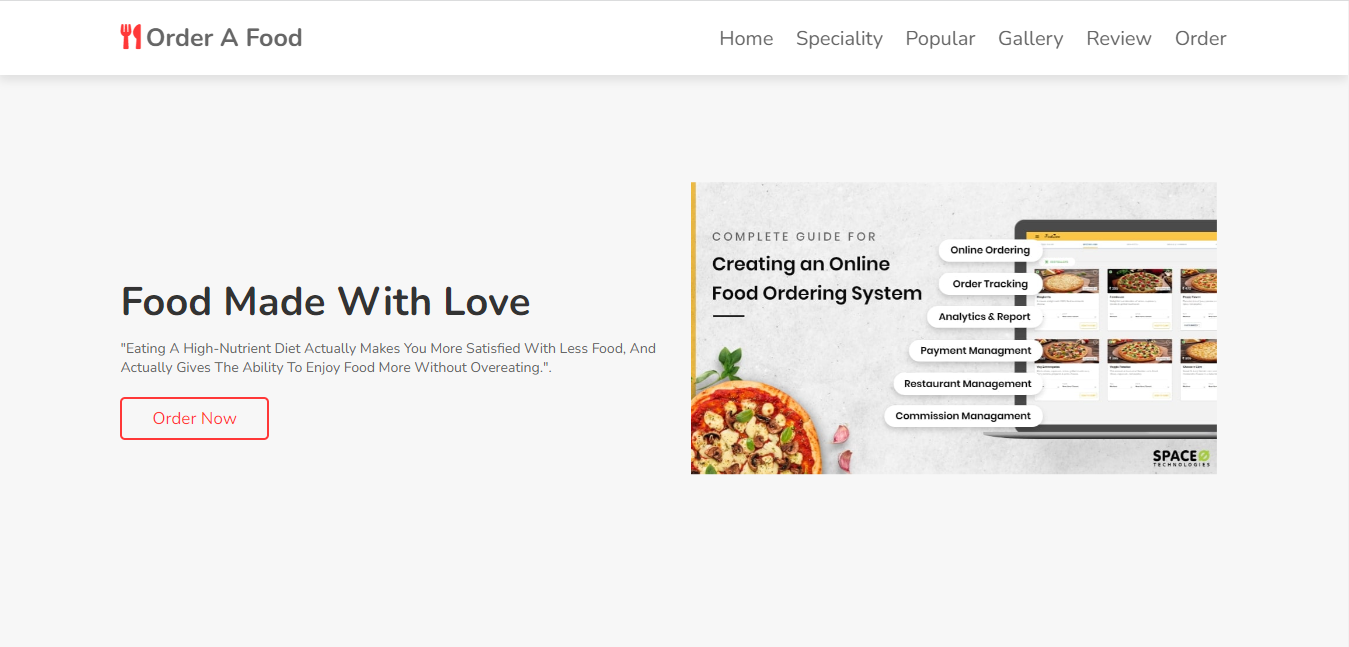 Order A Food
Home Speciality Popular Gallery Review Order
Food Made With Love
"Eating A High-Nutrient Diet Actually Makes You More Satisfied With Less Food, And
Actually Gives The Ability To Enjoy Food More Without Overeating.".
Order Now
COMPLETE GUIDE FOR
Creating an Online
Food Ordering System
Online Ordering
Order Tracking
Analytics & Report
Payment Managment
Restaurant Management
Commission Managament
SPACEO
TECHNOLOGIES